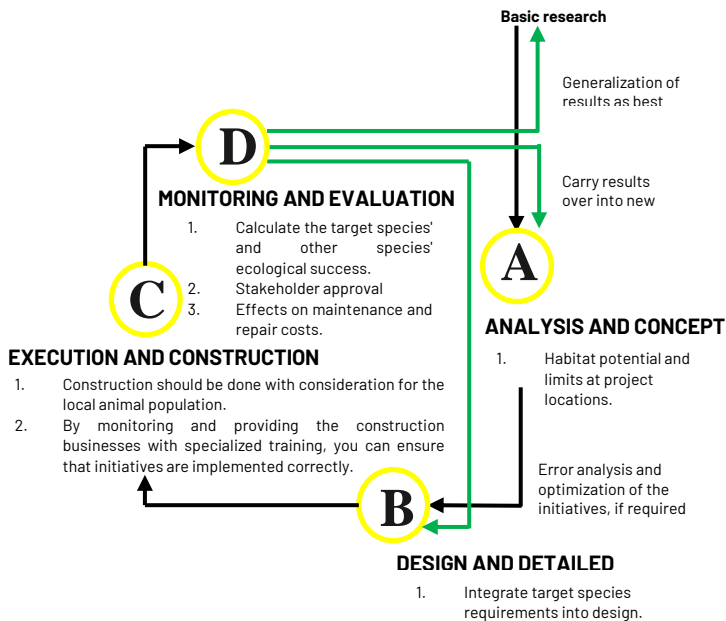 Basic research
Generalization of
results as best
Carry results
over into new
D
MONITORING AND EVALUATION
1. Calculate the target species'
and other species'
ecological success.
2. Stakeholder approval
3. Effects on maintenance and
repair costs.
A
ANALYSIS AND CONCEPT
1. Habitat potential and
limits at project
locations.
C
EXECUTION AND CONSTRUCTION
1. Construction should be done with consideration for the
local animal population.
2. By monitoring and providing the construction
businesses with specialized training, you can ensure
that initiatives are implemented correctly.
Error analysis and
optimization of the
initiatives, if required
B
DESIGN AND DETAILED
1. Integrate target species
requirements into design.